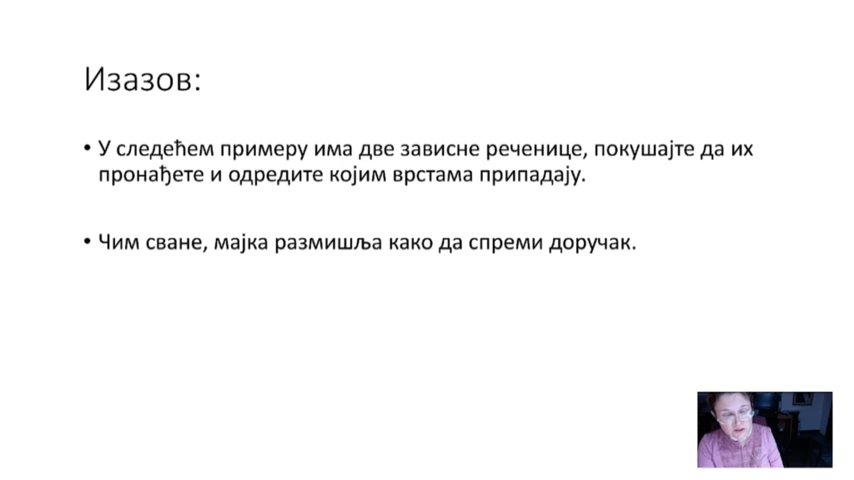 Изазов:
• У следећем примеру има две зависне реченице, покушајте да их
пронађете и одредите којим врстама припадају.
• Чим сване, мајка размишља како да спреми доручак.